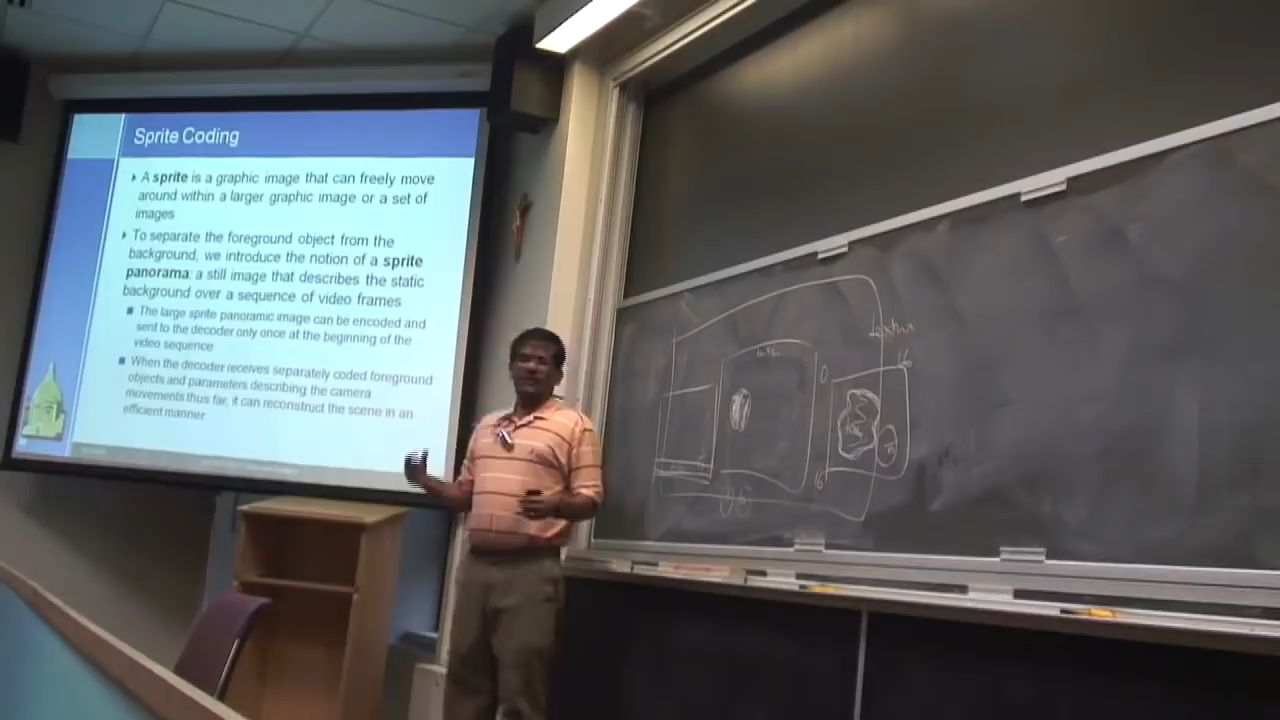 Sprite Coding
A sprite is a graphic image that can freely move
around within a larger graphic image or a set of
images
To separate the foreground object from the
background, we introduce the notion of a sprite
panorama: a still image that describes the static
background over a sequence of video frames
The large sprite panoramic image can be encoded and
sent to the decoder only once at the beginning of the
video sequence
When the decoder receives separately coded foreground
objects and parameters describing the camera
movements thus far, it can reconstruct the scene in an
efficient manner